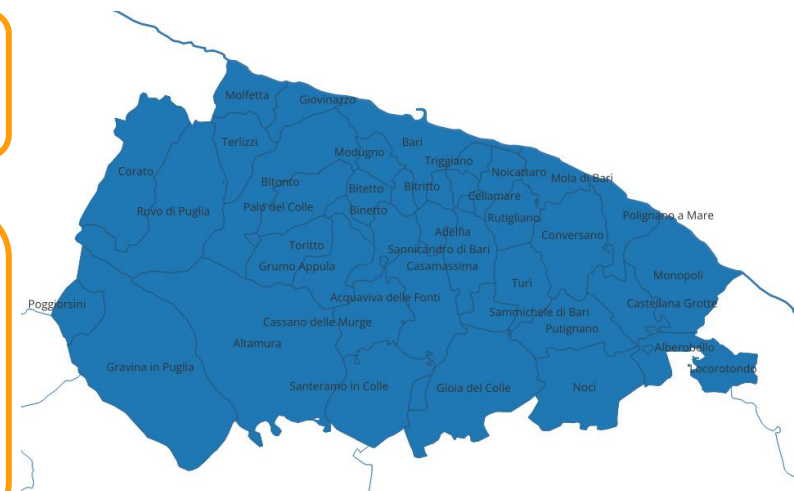 Molfetta
Giovinazzo
Terlizzi
Bari
Modugno
Triggiano
Corato
Noicattaro
Mola di Bari
Bitonto
Bitetto
Bitritto
Cellamare
Ruvo di Puglia
Palo del Colle
Binetto
Rutigliano
Polignano a Mare
Adelfia
Conversano
Toritto
Sannicandro di Bari
Grumo Appula
Casamassima
Monopoli
Turi
Poggiorsini
Acquaviva delle Fonti
Castellana Grotte
Sammichele di Bari
Cassano delle Murge
Putignano
Altamura
Alberobello
Gravina in Puglia
Locorotondo
Santeramo in Colle
Gioia del Colle
Noci